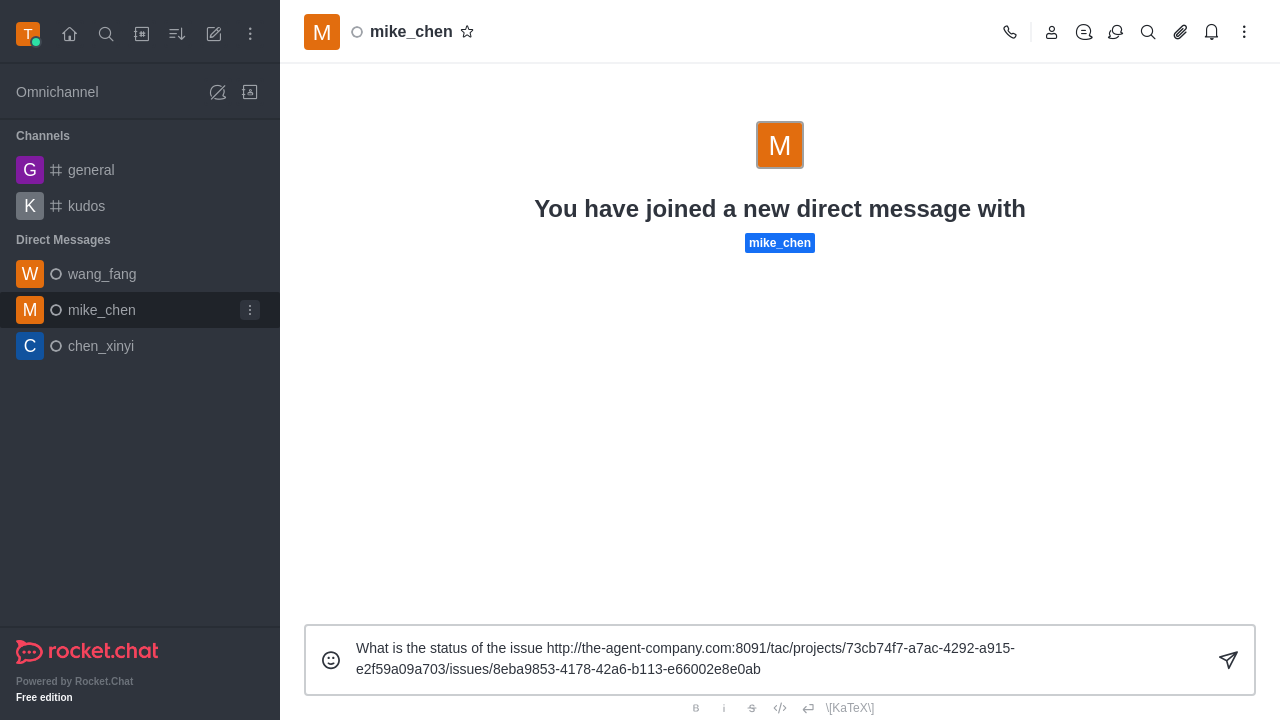 T
Omnichannel
Channels
G general
K kudos
Direct Messages
W wang_fang
M mike_chen
C chen_xinyi
rocket.chat
Powered by Rocket.Chat
Free edition
M mike_chen
M
You have joined a new direct message with
mike_chen
What is the status of the issue http://the-agent-company.com:8091/tac/projects/73cb74f7-a7ac-4292-a915-
e2f59a09a703/issues/8eba9853-4178-42a6-b113-e66002e8e0ab
B i S \[KaTeX\]